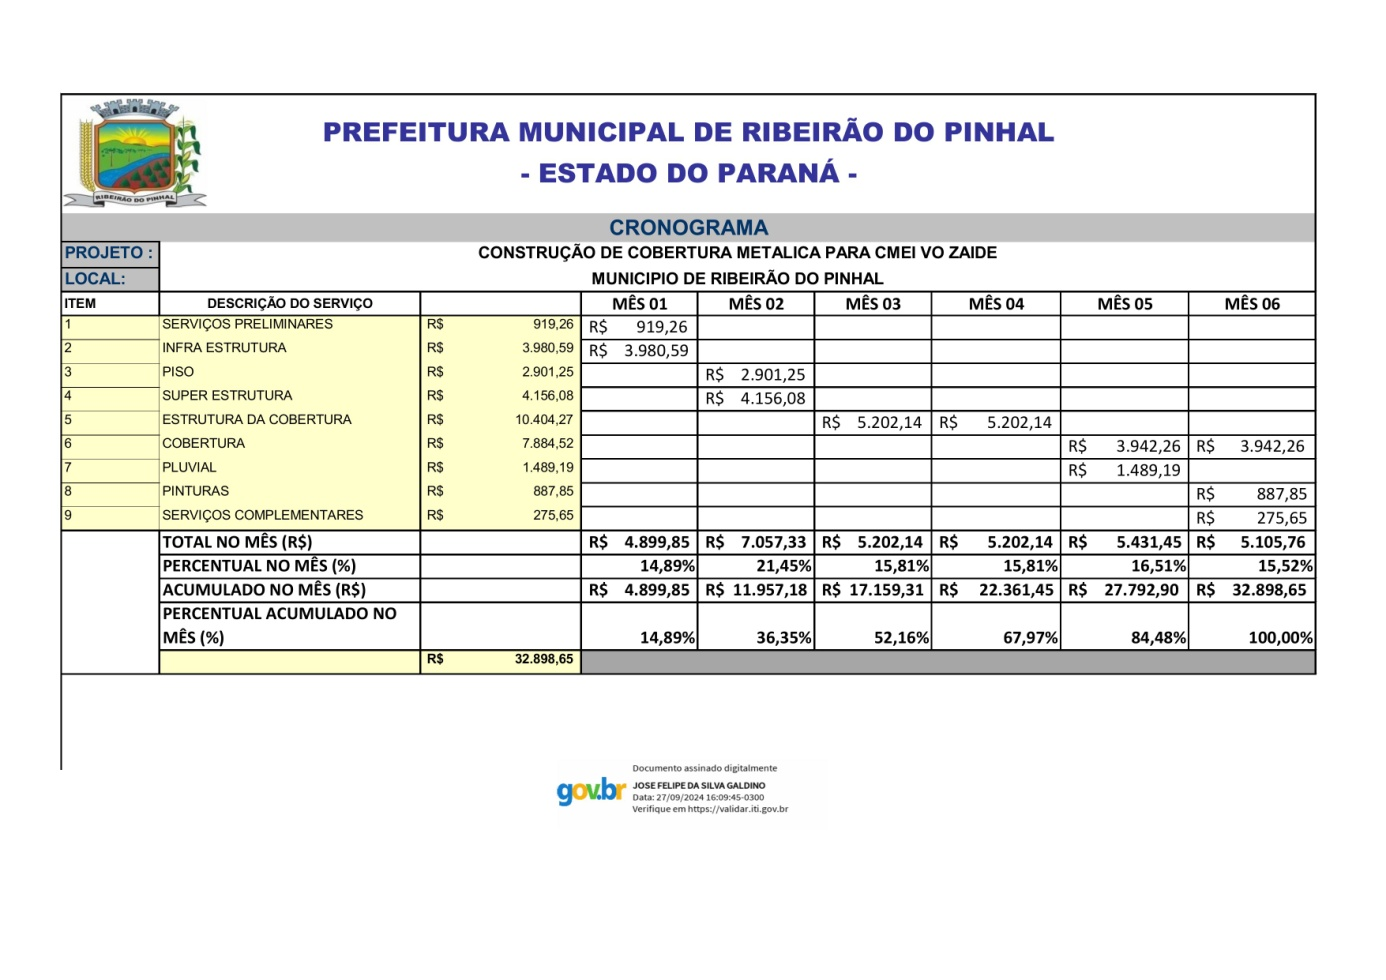 RIBEIRÃO DO PINHAL
PREFEITURA MUNICIPAL DE RIBEIRÃO DO PINHAL
- ESTADO DO PARANÁ -
CRONOGRAMA
PROJETO : CONSTRUÇÃO DE COBERTURA METALICA PARA CMEI VO ZAIDE
LOCAL: MUNICIPIO DE RIBEIRÃO DO PINHAL
ITEM DESCRIÇÃO DO SERVIÇO MÊS 01 MÊS 02 MÊS 03 MÊS 04 MÊS 05 MÊS 06
1 SERVIÇOS PRELIMINARES R$ 919,26 R$ 919,26
2 INFRA ESTRUTURA R$ 3.980,59 R$ 3.980,59
3 PISO R$ 2.901,25 R$ 2.901,25
4 SUPER ESTRUTURA R$ 4.156,08 R$ 4.156,08
5 ESTRUTURA DA COBERTURA R$ 10.404,27 R$ 5.202,14 R$ 5.202,14
6 COBERTURA R$ 7.884,52 R$ 3.942,26 R$ 3.942,26
7 PLUVIAL R$ 1.489,19 R$ 1.489,19
8 PINTURAS R$ 887,85 R$ 887,85
9 SERVIÇOS COMPLEMENTARES R$ 275,65 R$ 275,65
TOTAL NO MÊS (R$) R$ 4.899,85 R$ 7.057,33 R$ 5.202,14 R$ 5.202,14 R$ 5.431,45 R$ 5.105,76
PERCENTUAL NO MÊS (%) 14,89% 21,45% 15,81% 15,81% 16,51% 15,52%
ACUMULADO NO MÊS (R$) R$ 4.899,85 R$ 11.957,18 R$ 17.159,31 R$ 22.361,45 R$ 27.792,90 R$ 32.898,65
PERCENTUAL ACUMULADO NO
MÊS (%) 14,89% 36,35% 52,16% 67,97% 84,48% 100,00%
R$ 32.898,65
Documento assinado digitalmente
gov.br JOSE FELIPE DA SILVA GALDINO
Data: 27/09/2024 16:09:45-0300
Verifique em https://validar.iti.gov.br